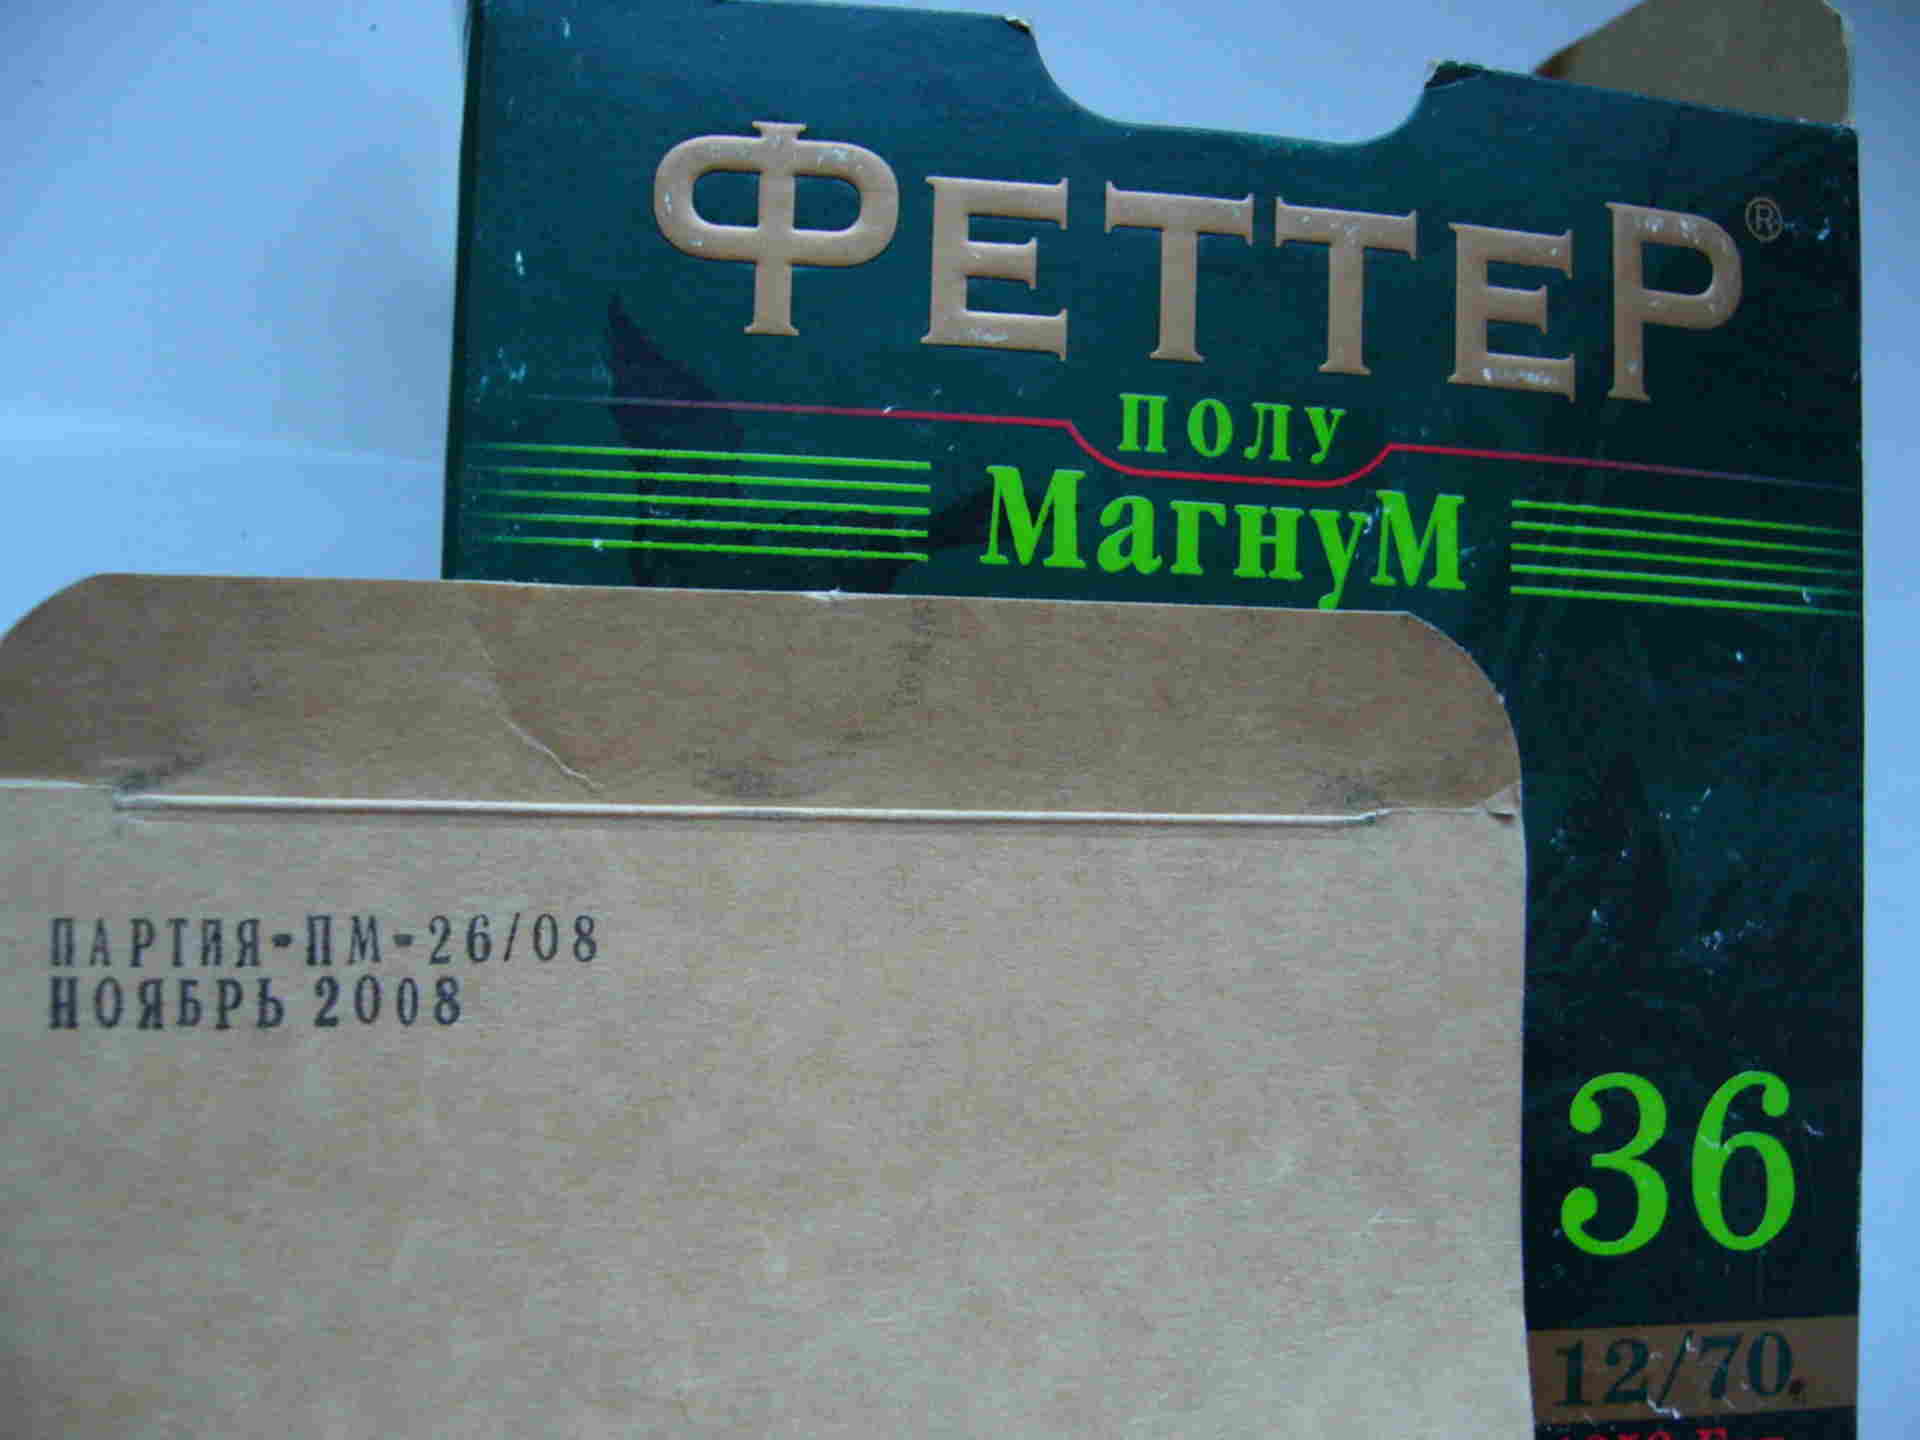 ФЕТТЕР®
ПОЛУ
МагнуМ
ПАРТИЯ-ПМ-26/08
НОЯБРЬ 2008
36
12/70